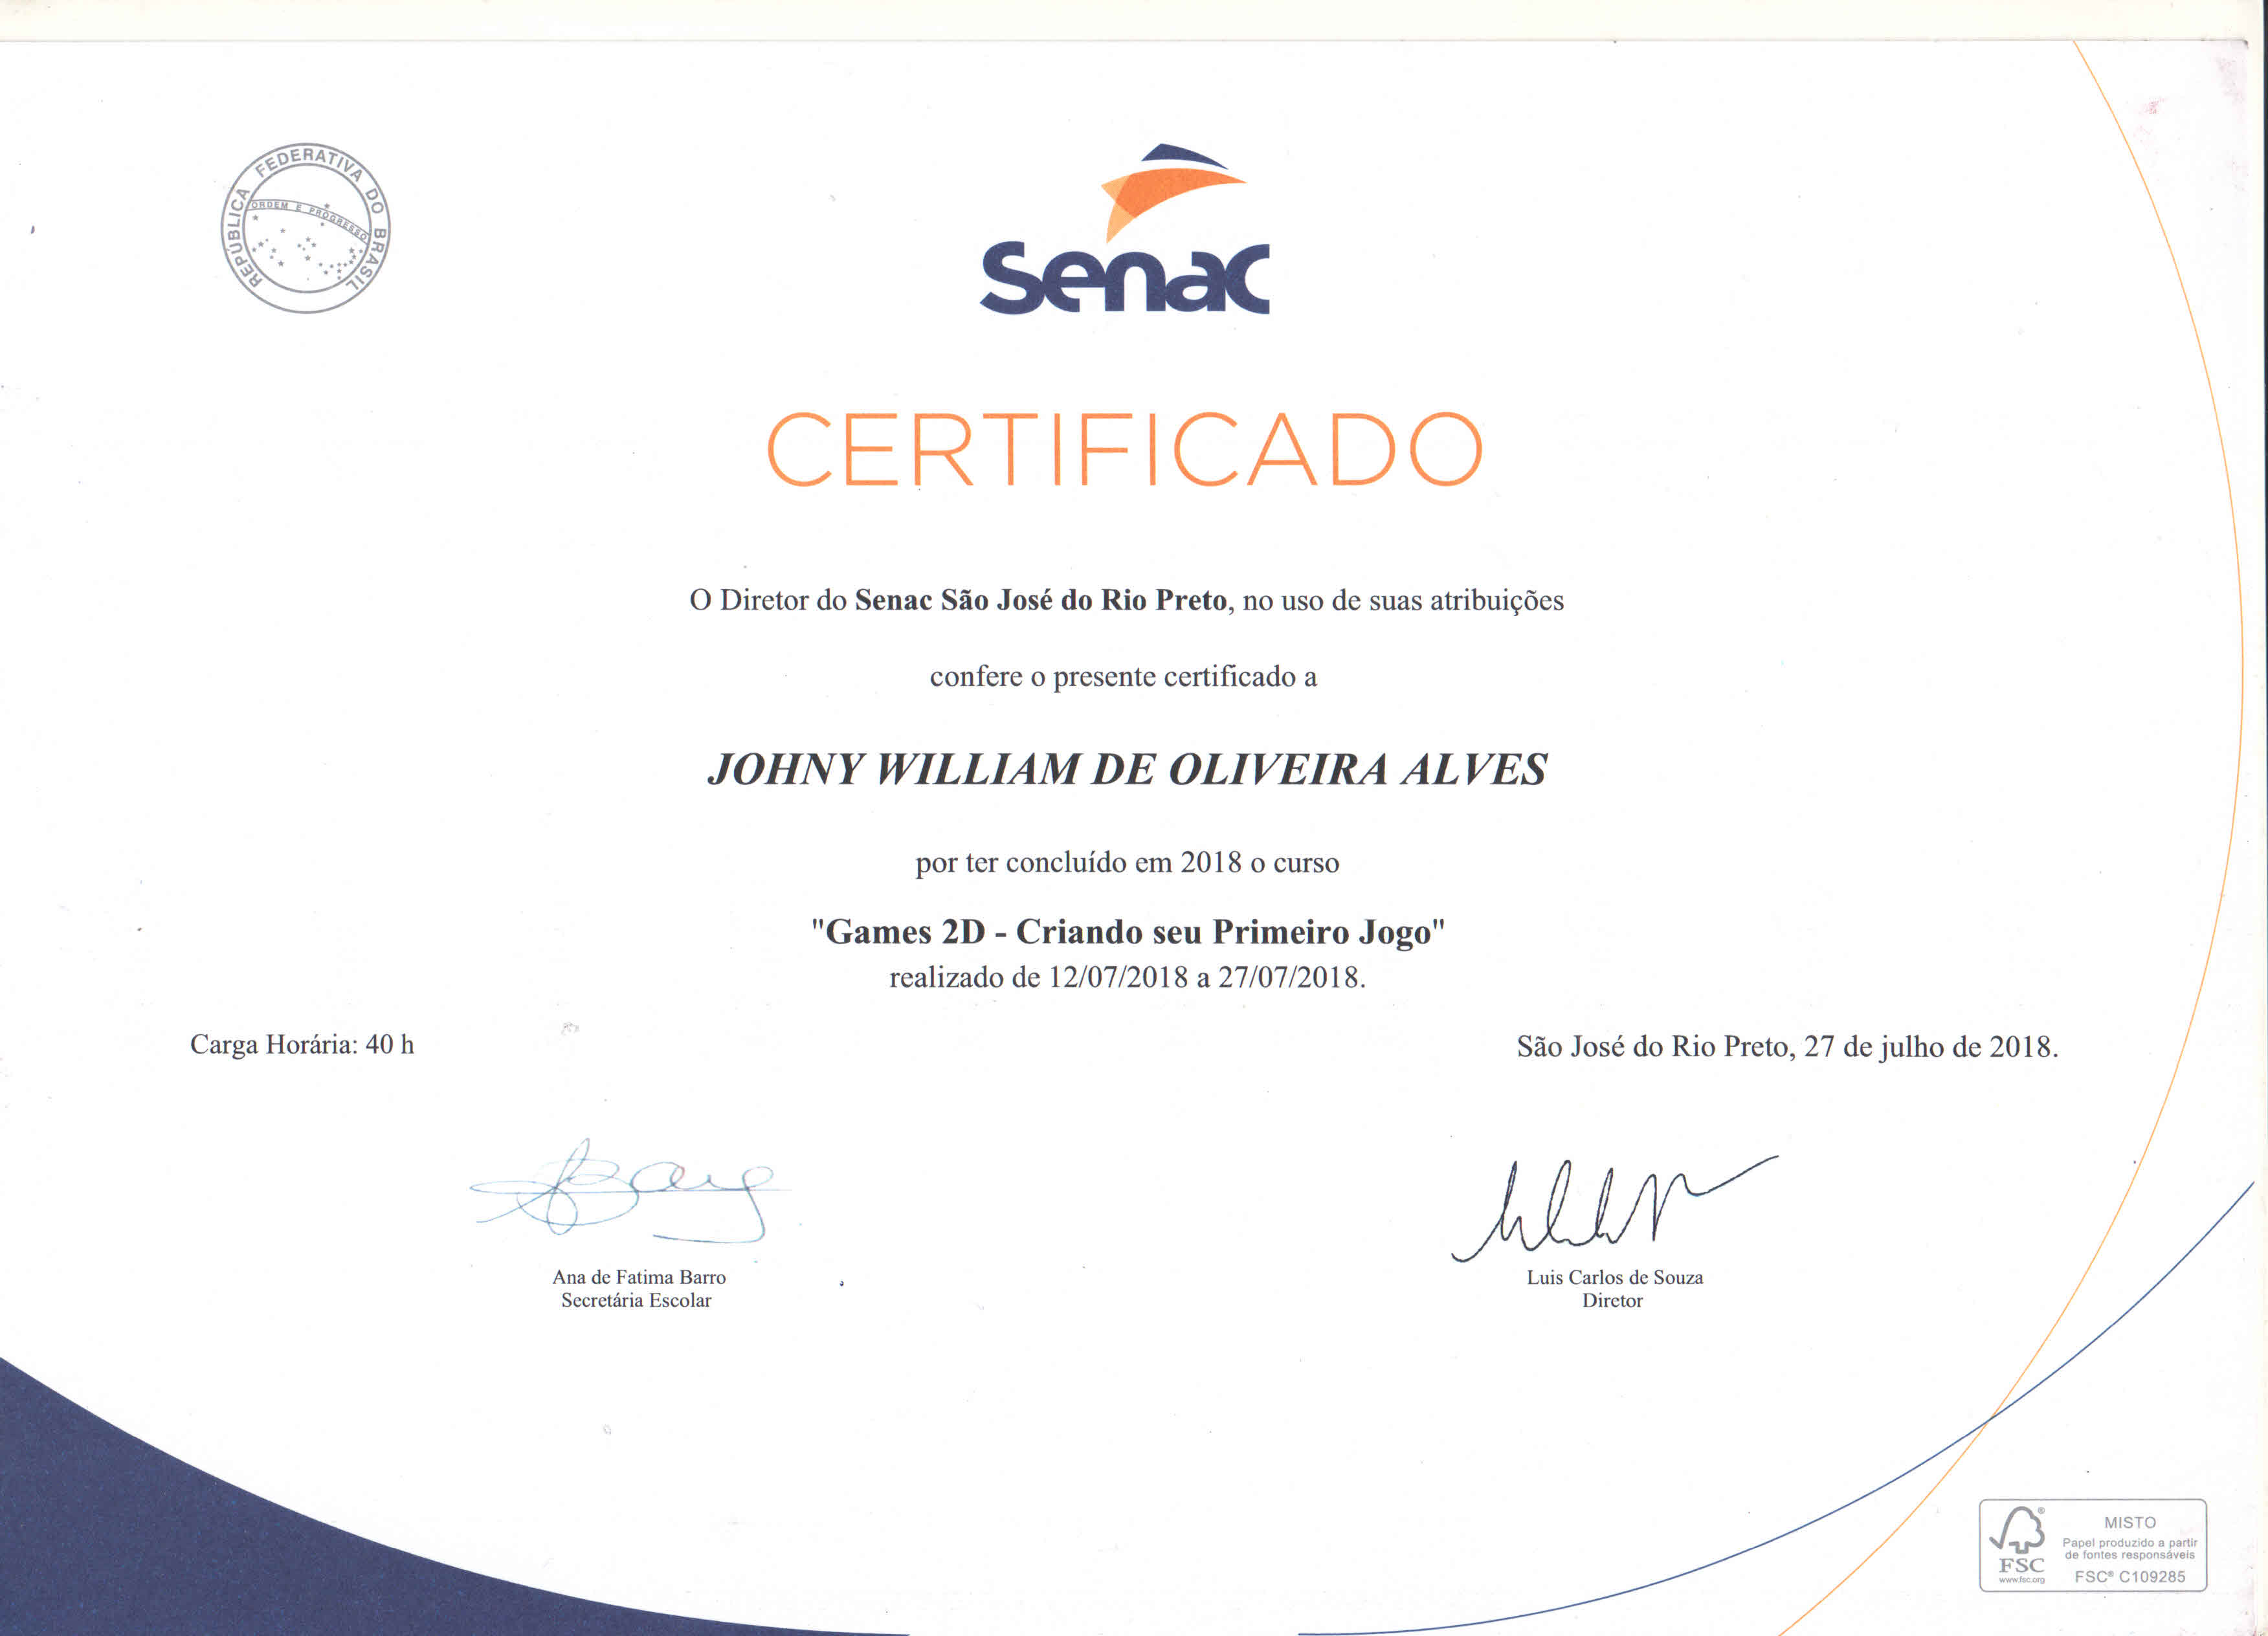 REPÚBLICA FEDERATIVA DO BRASIL
ORDEM E PROGRESSO
senac
CERTIFICADO
O Diretor do Senac São José do Rio Preto, no uso de suas atribuições
confere o presente certificado a
JOHNY WILLIAM DE OLIVEIRA ALVES
por ter concluído em 2018 o curso
"Games 2D - Criando seu Primeiro Jogo"
realizado de 12/07/2018 a 27/07/2018.
Carga Horária: 40 h
São José do Rio Preto, 27 de julho de 2018.
Ana de Fatima Barro
Secretária Escolar
Luis Carlos de Souza
Diretor
MISTO
Papel produzido a partir
de fontes responsáveis
FSC® C109285
FSC
www.fsc.org